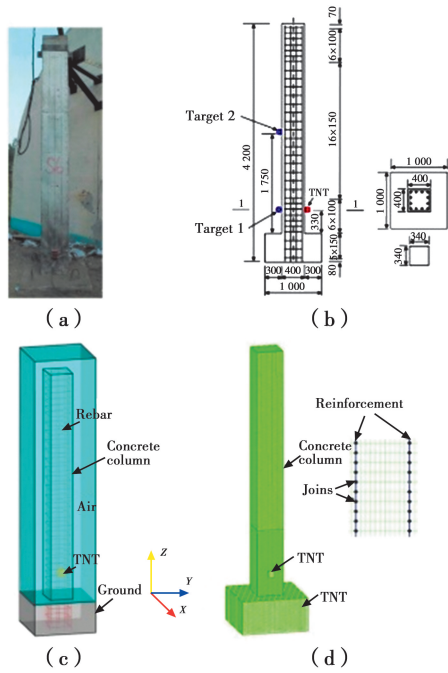 (a)
70
6×100
16×150
6×100
5×150
80
4 200
1 750
330
Target 2
Target 1
TNT
1
1
300
400
300
1 000
1 000
400
1 000
400
340
340
(b)
Rebar
Concrete
column
Air
TNT
Ground
Z
Y
X
(c)
Reinforcement
Concrete
column
Joins
TNT
TNT
(d)